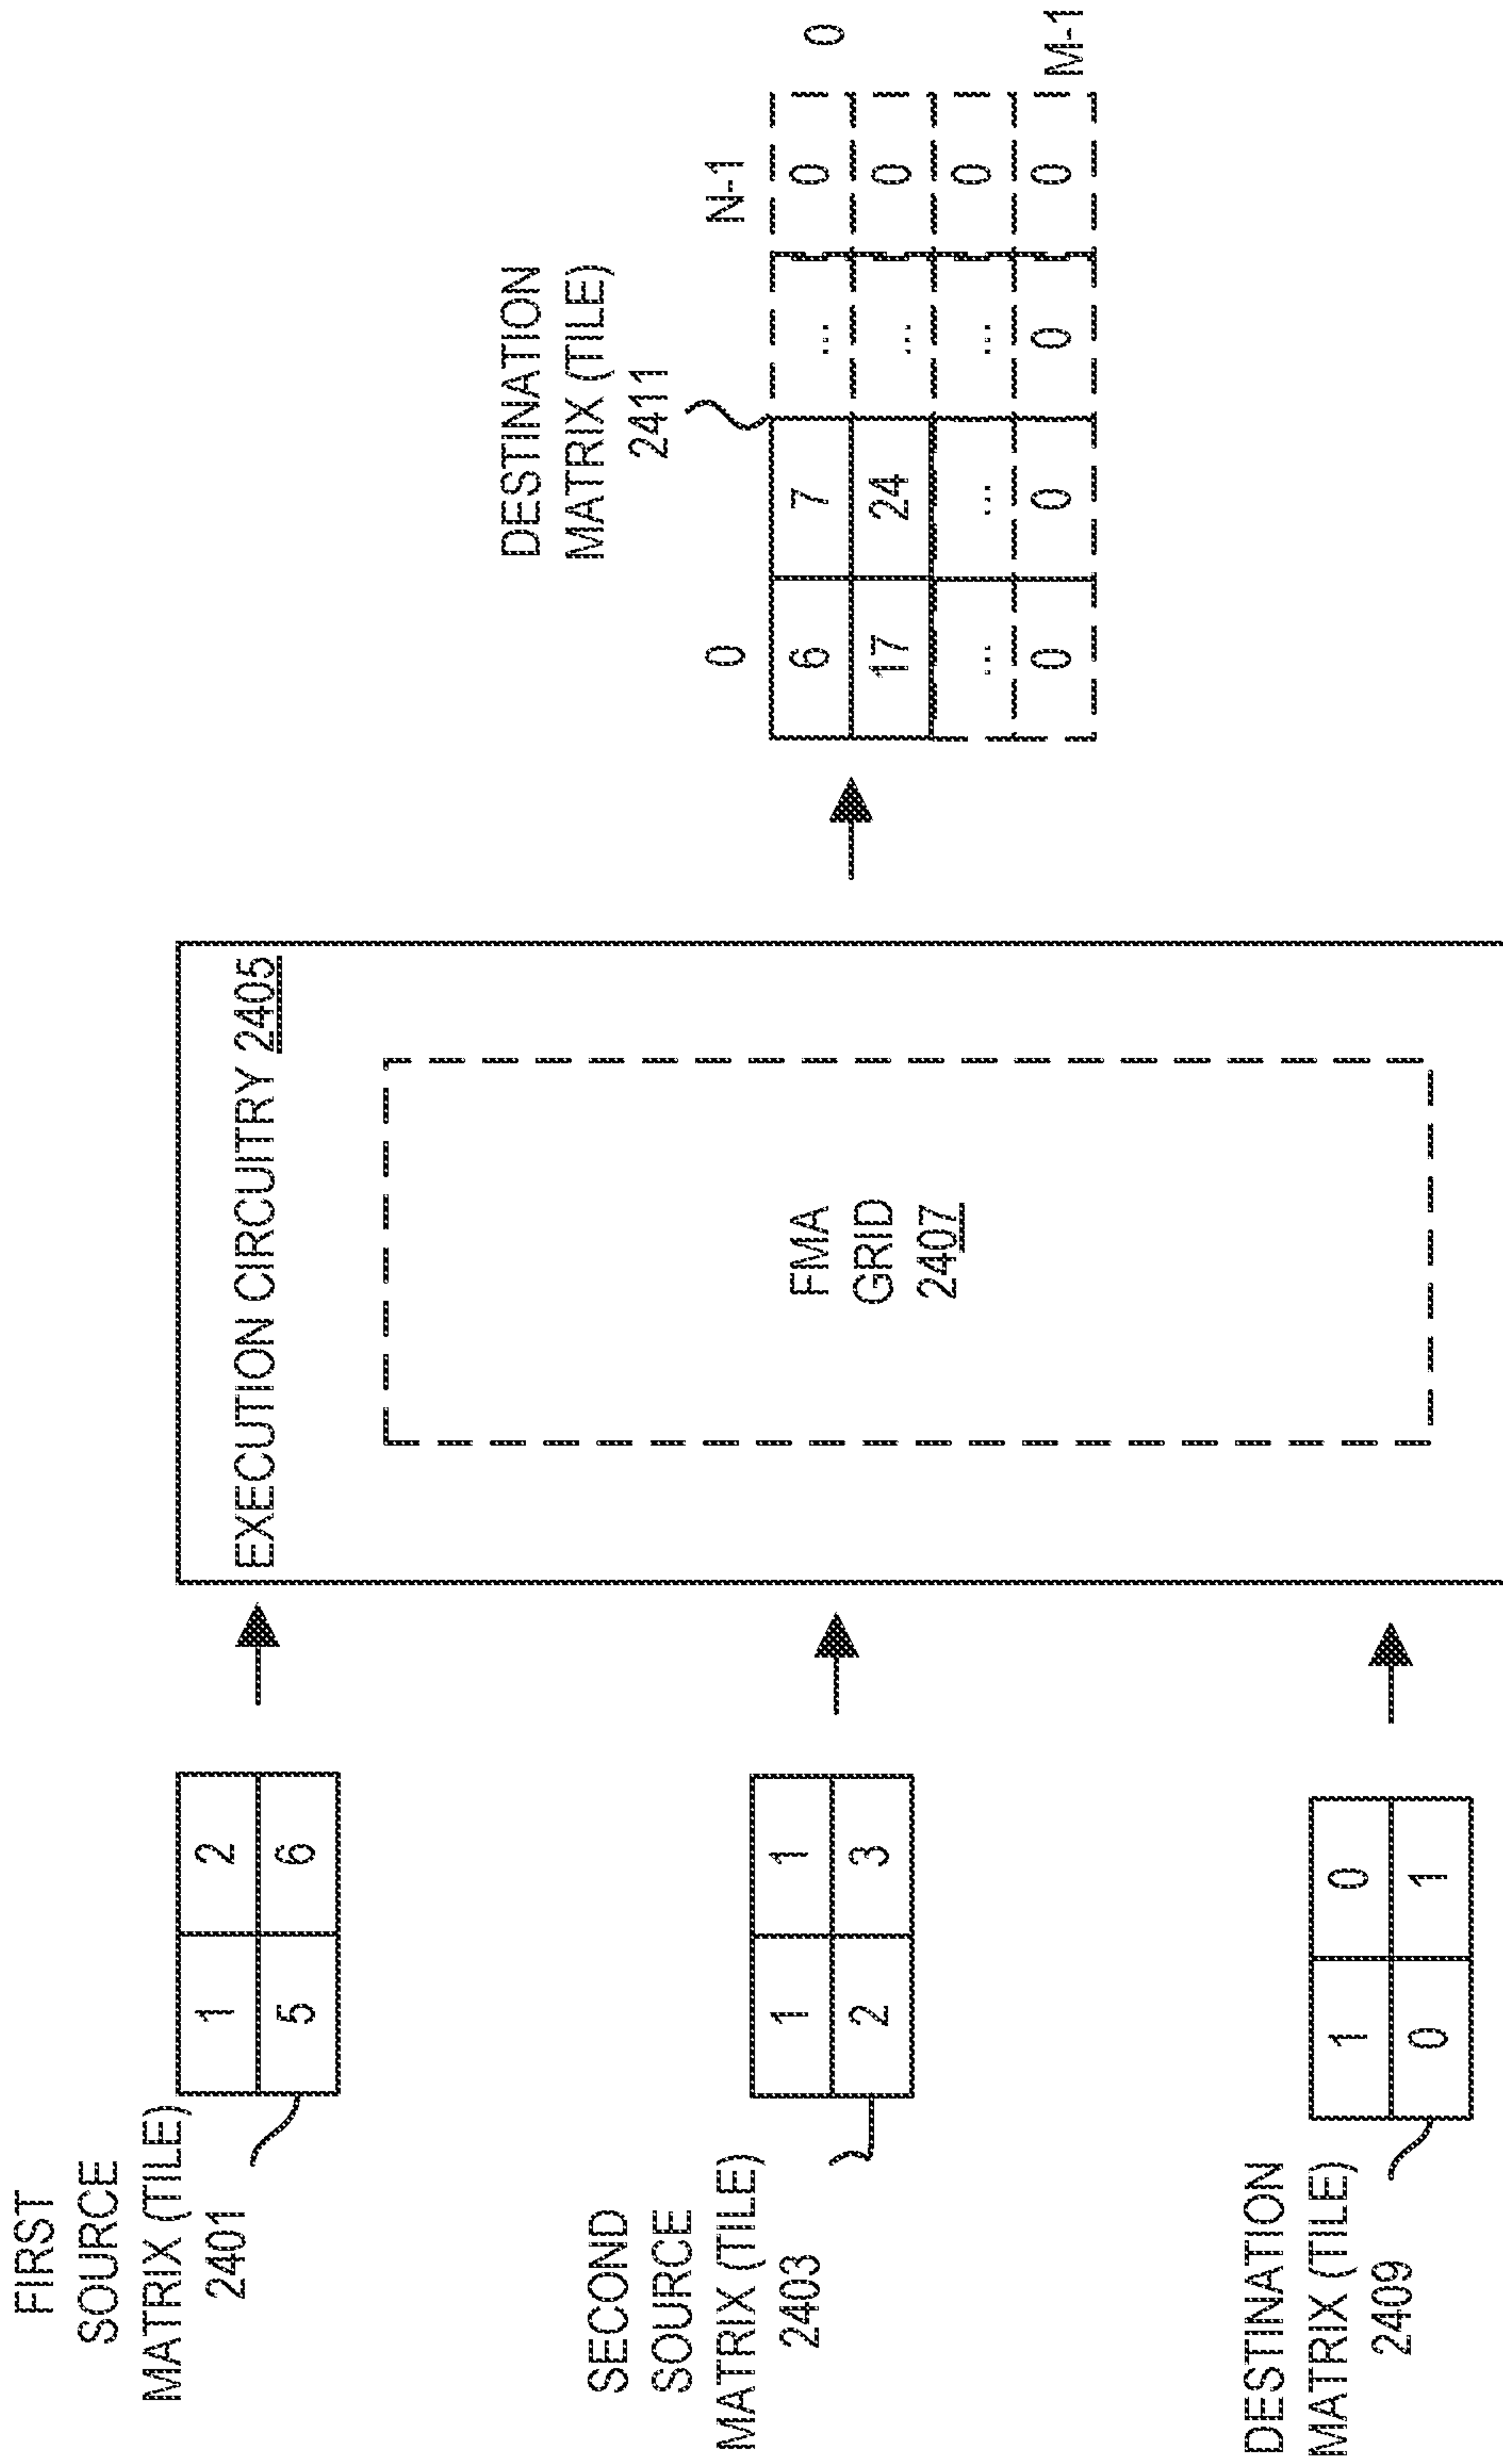 FIRST
SOURCE
MATRIX (TILE)
2401
1 2
5 6
SECOND
SOURCE
MATRIX (TILE)
2403
1 1
2 3
DESTINATION
MATRIX (TILE)
2409
1 0
0 1
EXECUTION CIRCUITRY 2405
FMA
GRID
2407
DESTINATION
MATRIX (TILE)
2411
0 N-1
6 7 ... 0 0
17 24 ... 0
... ... ... 0
0 0 0 0 M-1